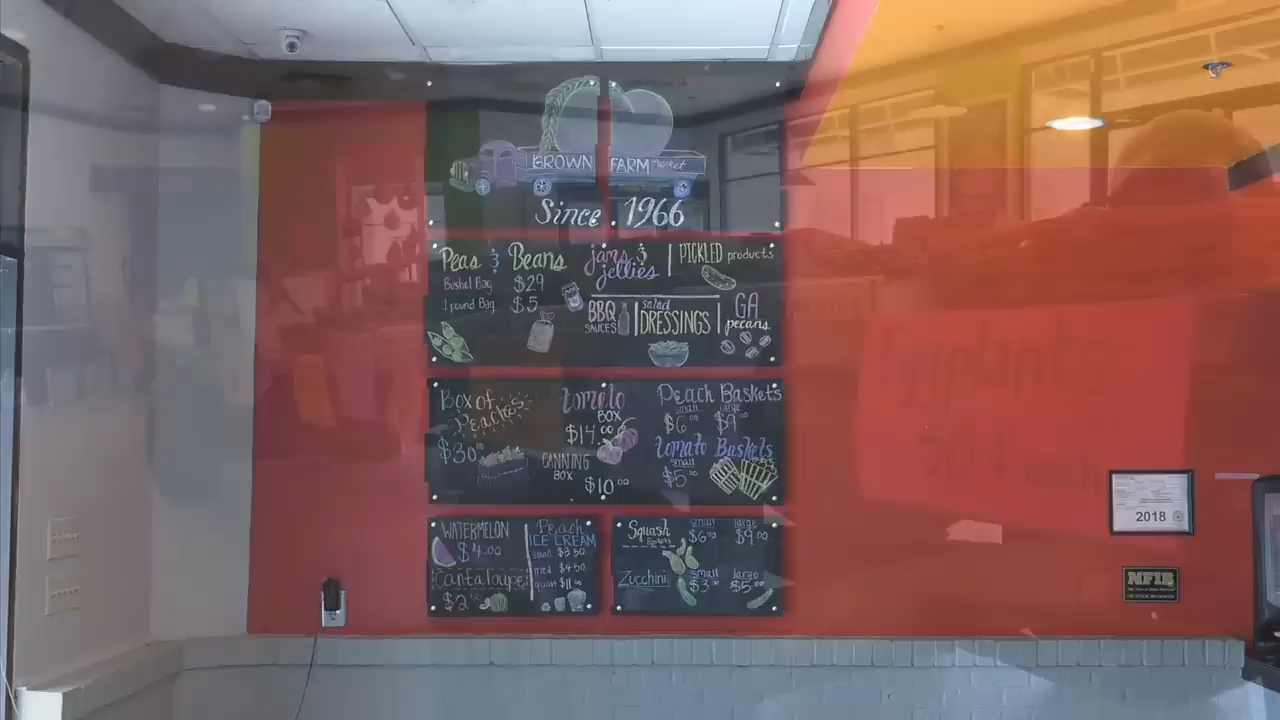 BROWN FARM Market
Since 1966
Peas & Beans
Bushel Bag $29
1 pound Bag $5
jams & jellies
PICKLED products
BBQ SAUCES
salad DRESSINGS
GA pecans
BOX OF Peaches
$30.00
tomato BOX
$14.00
CANNING BOX
$10.00
Peach Baskets
small large
$6.00 $9.00
tomato Baskets
small
$5.00
WATERMELON
$4.00
Cantaloupe
Peach
ICE CREAM
small $3.50
med $4.50
quart
Squash Baskets
small large
$6.00 $9.00
Zucchini
small large
$3.00 $5.00
Eggplants
50¢ each
2018
NFIB